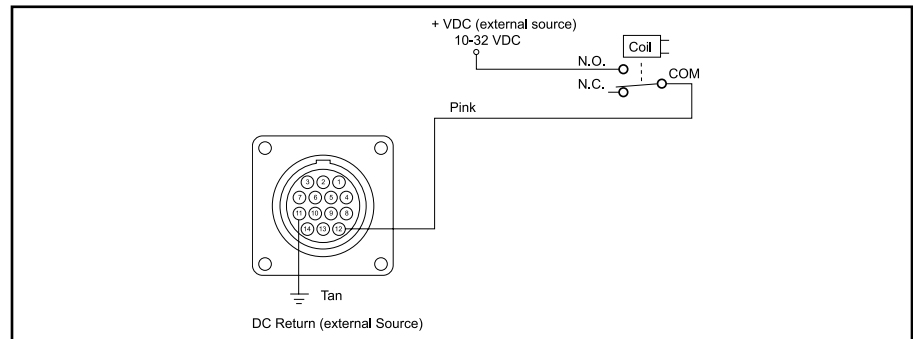 + VDC (external source)
10-32 VDC
Coil
N.O.
COM
N.C.
Pink
3 2 1
7 6 5 4
11 10 9 8
14 13 12
Tan
DC Return (external Source)